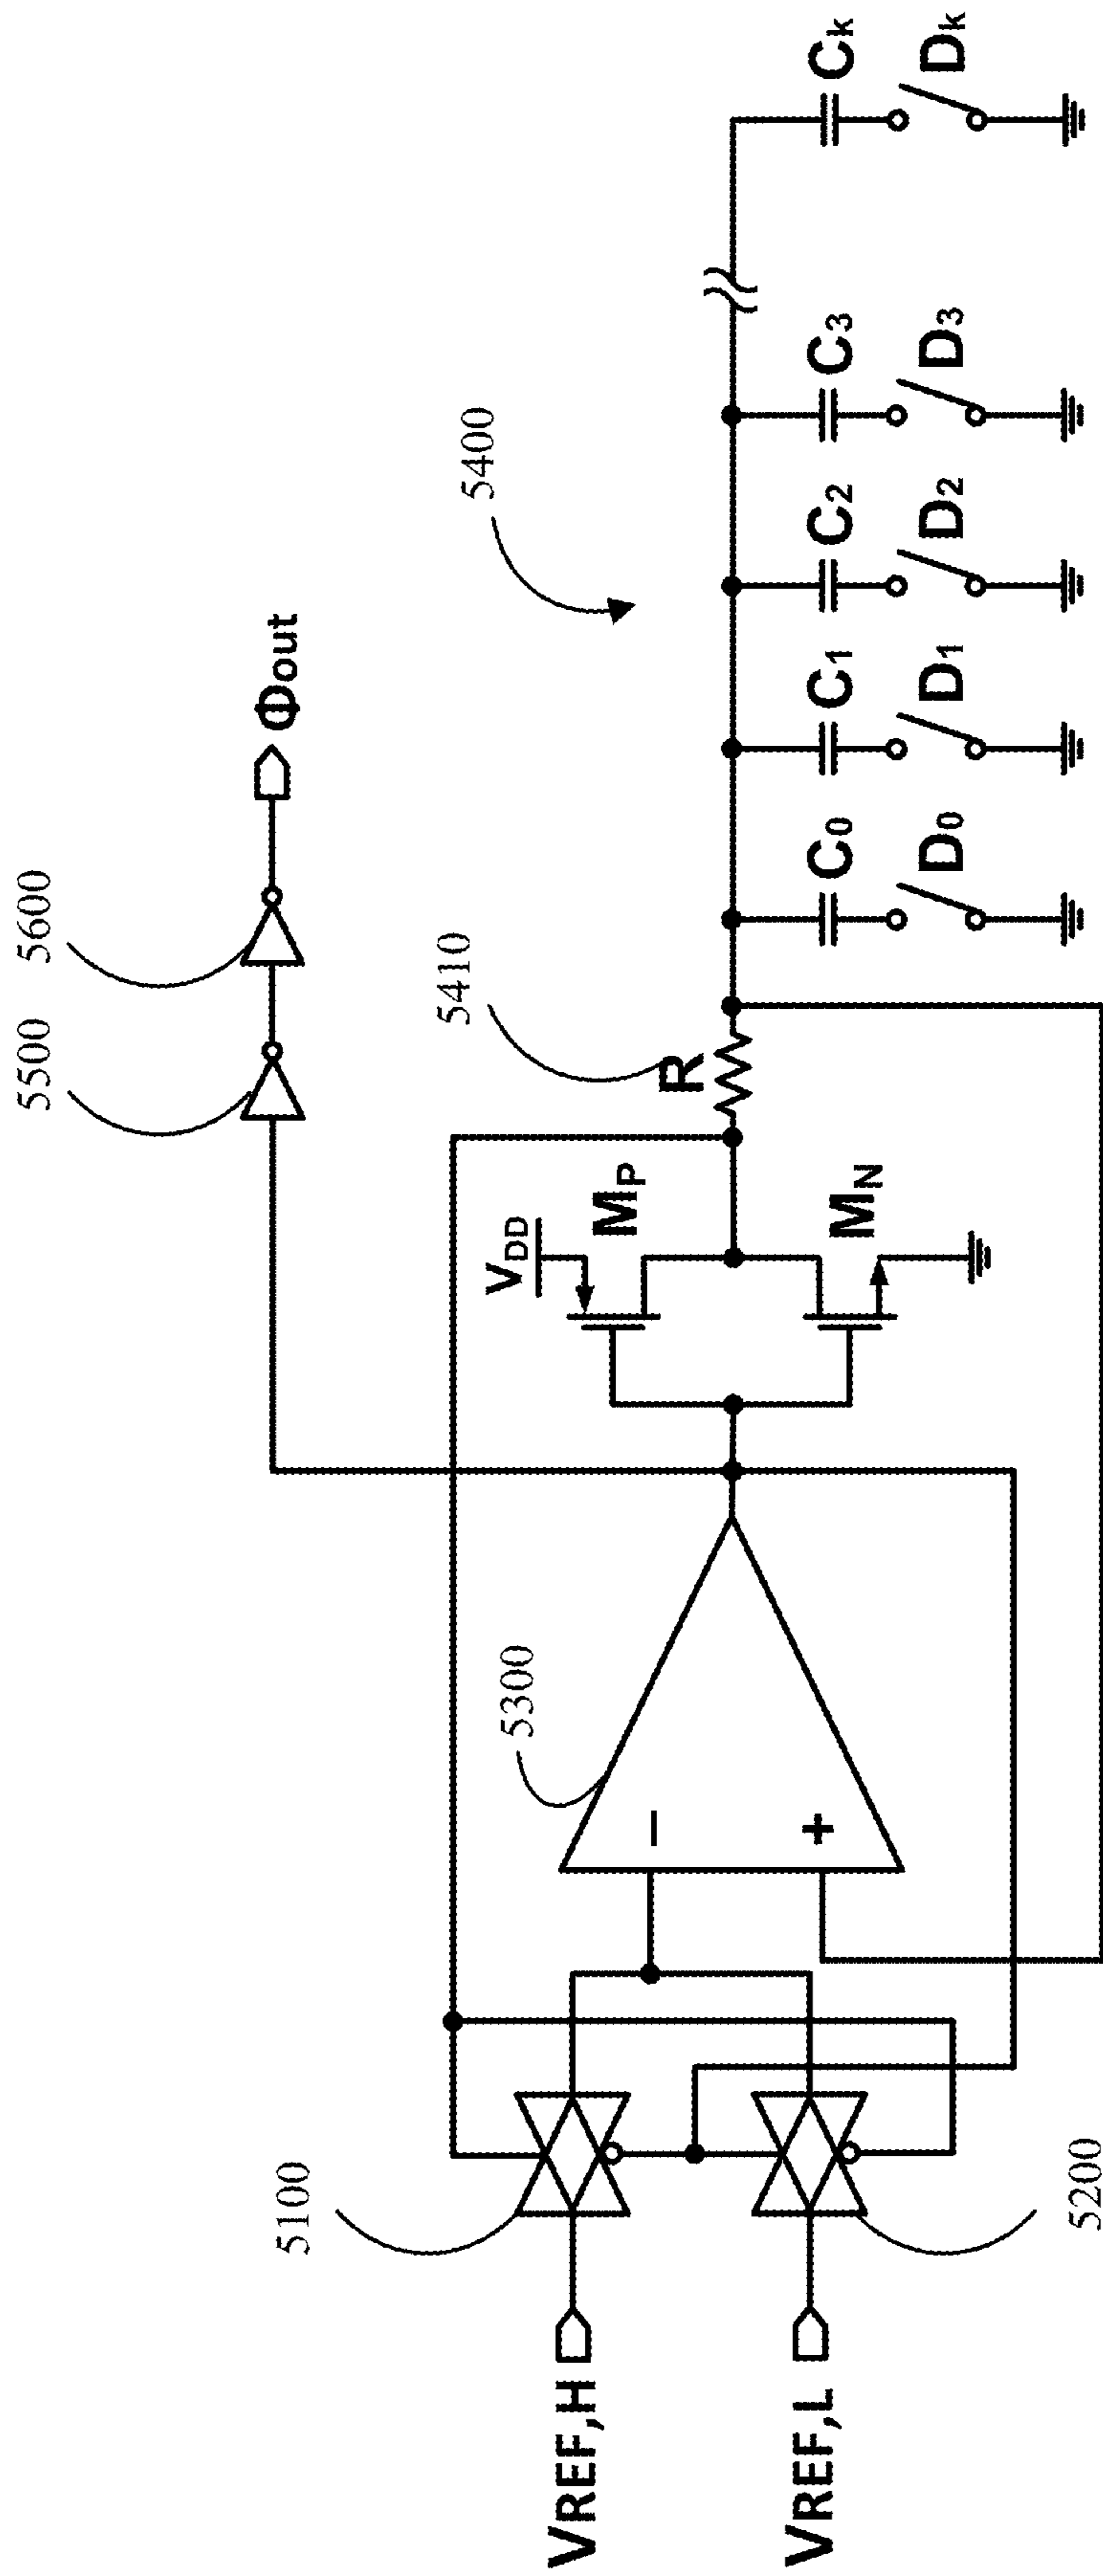 5500
5600
Φout
5400
5100
5300
VDD
MP
MN
R
5410
VREF,H
VREF,L
−
+
5200
C0
C1
C2
C3
Ck
D0
D1
D2
D3
Dk